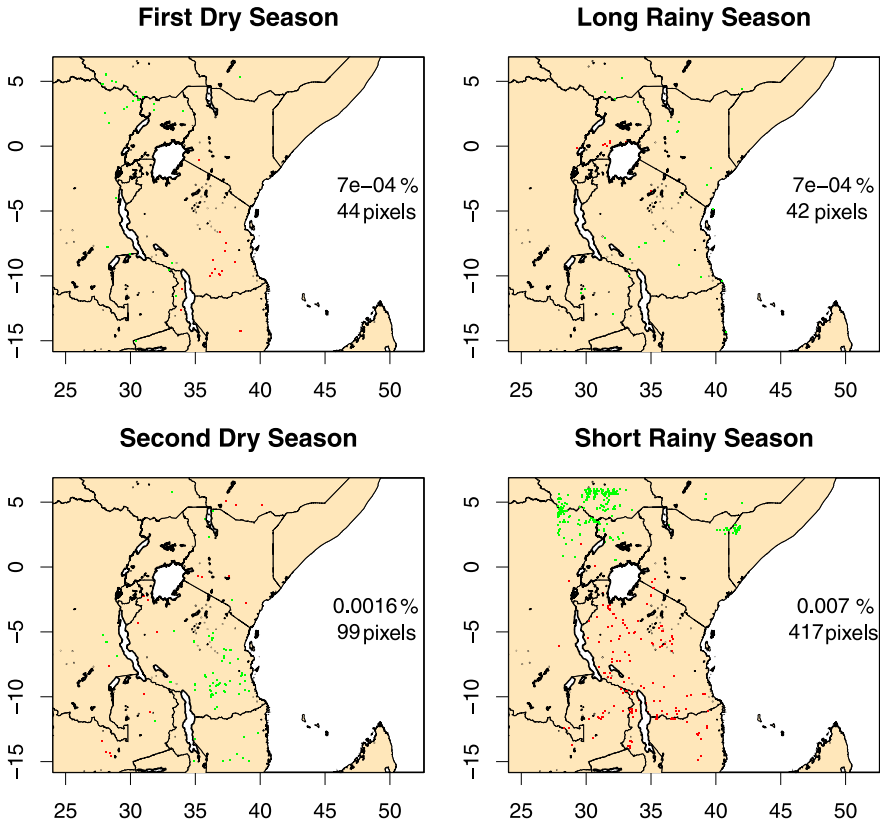 First Dry Season
5
0
−5
−10
−15
7e−04 %
44 pixels
25 30 35 40 45 50
Long Rainy Season
5
0
−5
−10
−15
7e−04 %
42 pixels
25 30 35 40 45 50
Second Dry Season
5
0
−5
−10
−15
0.0016 %
99 pixels
25 30 35 40 45 50
Short Rainy Season
5
0
−5
−10
−15
0.007 %
417 pixels
25 30 35 40 45 50